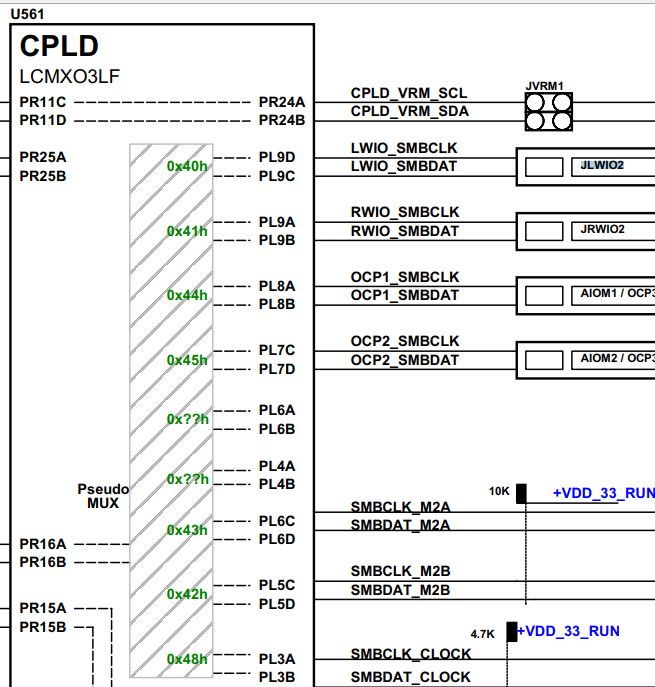 U561
CPLD
LCMXO3LF
PR11C PR24A CPLD_VRM_SCL JVRM1
PR11D PR24B CPLD_VRM_SDA
PR25A 0x40h PL9D LWIO_SMBCLK JLWIO2
PR25B PL9C LWIO_SMBDAT
0x41h PL9A RWIO_SMBCLK JRWIO2
PL9B RWIO_SMBDAT
0x44h PL8A OCP1_SMBCLK AIOM1 / OCP3
PL8B OCP1_SMBDAT
0x45h PL7C OCP2_SMBCLK AIOM2 / OCP3
PL7D OCP2_SMBDAT
0x??h PL6A
PL6B
0x??h PL4A
PL4B
Pseudo
MUX
10K +VDD_33_RUN
0x43h PL6C SMBCLK_M2A
PL6D SMBDAT_M2A
PR16A
PR16B
0x42h PL5C SMBCLK_M2B
PL5D SMBDAT_M2B
PR15A
PR15B
4.7K +VDD_33_RUN
0x48h PL3A SMBCLK_CLOCK
PL3B SMBDAT_CLOCK